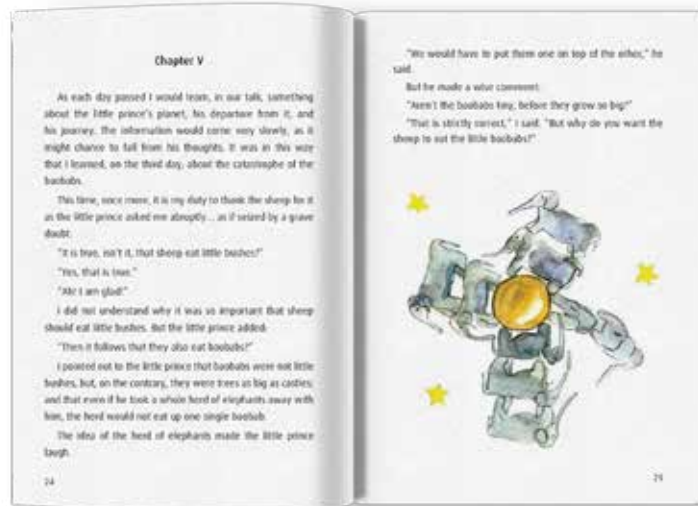 Chapter V
As each day passed I would learn, in our talk, something
about the little prince's planet, his departure from it, and
his journey. The information would come very slowly, as it
might chance to fall from his thoughts. It was in this way
that I learned, on the third day, about the catastrophe of the
baobabs.
This time, once more, it is my duty to thank the sheep for it
as the little prince asked me abruptly... as if seized by a grave
doubt:
"It is true, isn't it, that sheep eat little bushes?"
"Yes, that is true."
"Ah! I am glad!"
I did not understand why it was so important that sheep
should eat little bushes. But the little prince added:
"Then it follows that they also eat baobabs?"
I pointed out to the little prince that baobabs were not little
bushes, but, on the contrary, they were trees as big as castles;
and that even if he took a whole herd of elephants away with
him, the herd would not eat up one single baobab.
The idea of the herd of elephants made the little prince
laugh.
24
"We would have to put them one on top of the other," he
said.
But he made a wise comment:
"Aren't the baobabs tiny, before they grow so big?"
"That is strictly correct," I said. "But why do you want the
sheep to eat the little baobabs?"
25